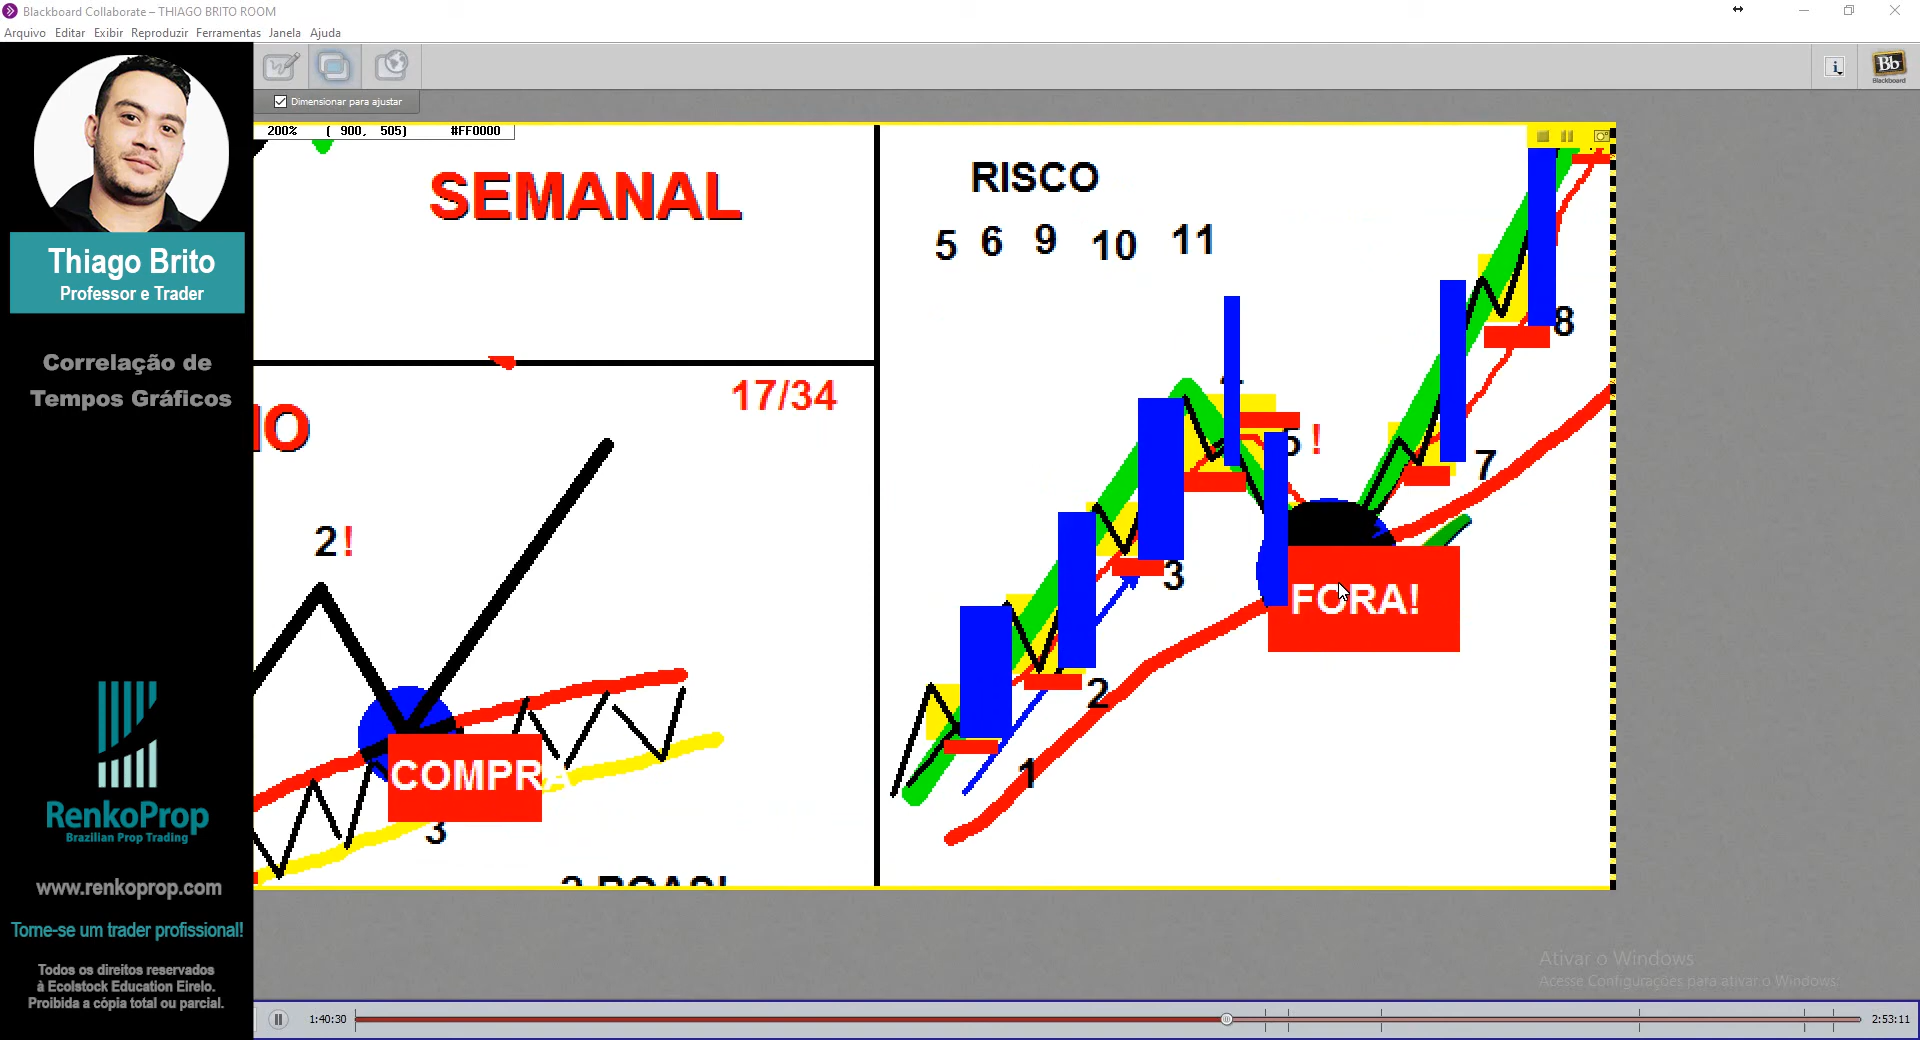 Blackboard Collaborate – THIAGO BRITO ROOM
Arquivo Editar Exibir Reproduzir Ferramentas Janela Ajuda
Dimensionar para ajustar
Bb
Blackboard
200% ( 900, 505) #FF0000
Thiago Brito
Professor e Trader
Correlação de
Tempos Gráficos
SEMANAL
RISCO
5 6 9 10 11
17/34
IO
2!
COMPRA
3
5!
8
7
3
2
1
FORA!
RenkoProp
Brazilian Prop Trading
www.renkoprop.com
Torne-se um trader profissional!
Todos os direitos reservados
à Ecolstock Education Eirelo.
Proibida a cópia total ou parcial.
Ativar o Windows
Acesse Configurações para ativar o Windows.
1:40:30
2:53:11